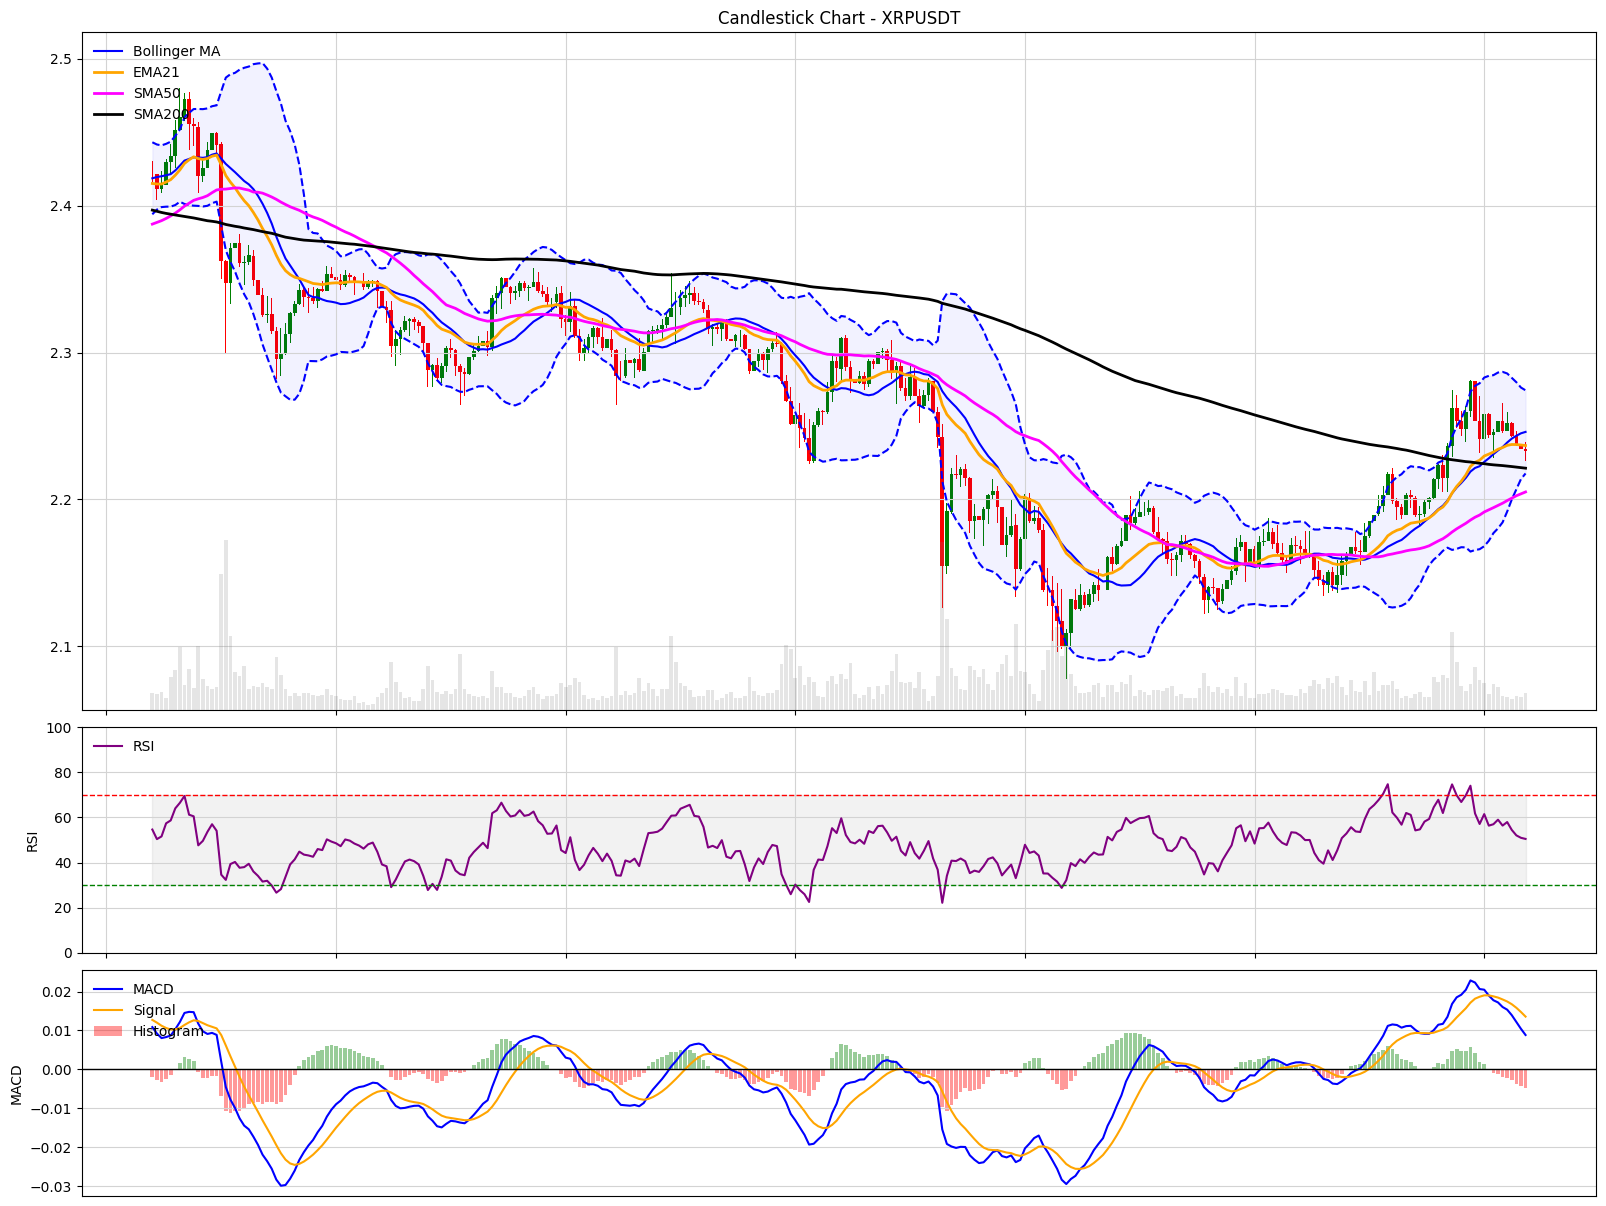 Candlestick Chart - XRPUSDT
Bollinger MA
EMA21
SMA50
SMA200
2.5
2.4
2.3
2.2
2.1
RSI
100
80
60
40
20
0
RSI
MACD
Signal
Histogram
0.02
0.01
0.00
−0.01
−0.02
−0.03
MACD